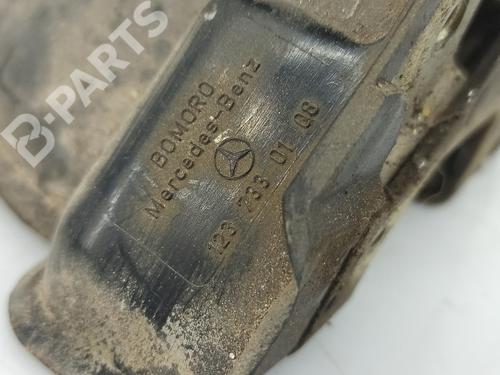 B-PARTS
BOMORO
Mercedes-Benz
123 733 01 08